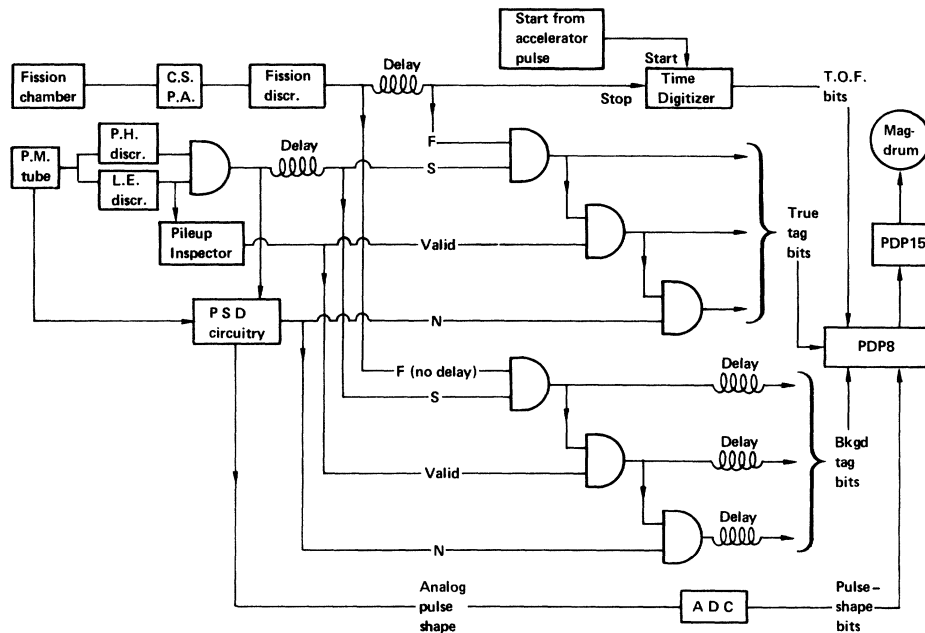 Start from
accelerator
pulse
Start
Delay
Fission
chamber
C.S.
P.A.
Fission
discr.
Stop
Time
Digitizer
T.O.F.
bits
Mag-
drum
P.H.
discr.
P.M.
tube
L.E.
discr.
Delay
F
S
Pileup
Inspector
Valid
True
tag
bits
PDP15
P S D
circuitry
N
PDP8
F (no delay)
S
Delay
Valid
Delay
Bkgd
tag
bits
Delay
N
Analog
pulse
shape
A D C
Pulse-
shape
bits